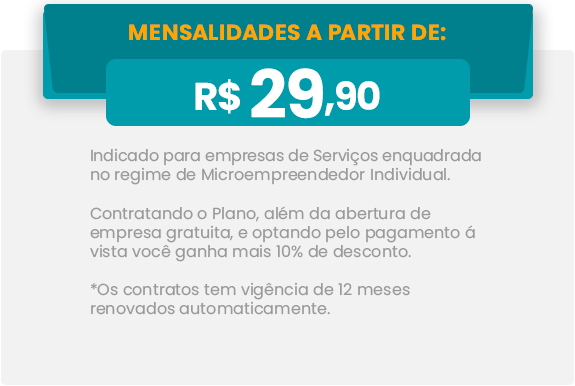 MENSALIDADES A PARTIR DE:
R$ 29,90
Indicado para empresas de Serviços enquadrada
no regime de Microempreendedor Individual.
Contratando o Plano, além da abertura de
empresa gratuita, e optando pelo pagamento á
vista você ganha mais 10% de desconto.
*Os contratos tem vigência de 12 meses
renovados automaticamente.